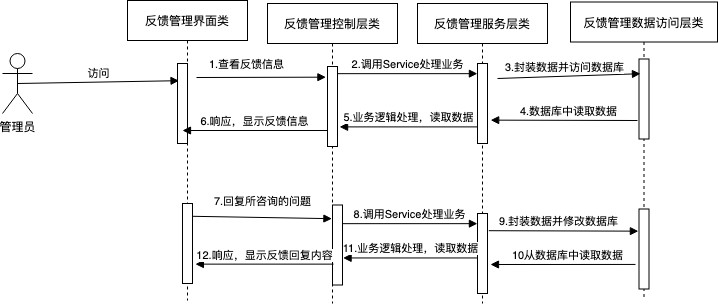 反馈管理界面类
反馈管理控制层类
反馈管理服务层类
反馈管理数据访问层类
管理员
访问
1.查看反馈信息
2.调用Service处理业务
3.封装数据并访问数据库
4.数据库中读取数据
5.业务逻辑处理，读取数据
6.响应，显示反馈信息
7.回复所咨询的问题
8.调用Service处理业务
9.封装数据并修改数据库
10从数据库中读取数据
11.业务逻辑处理，读取数据
12.响应，显示反馈回复内容